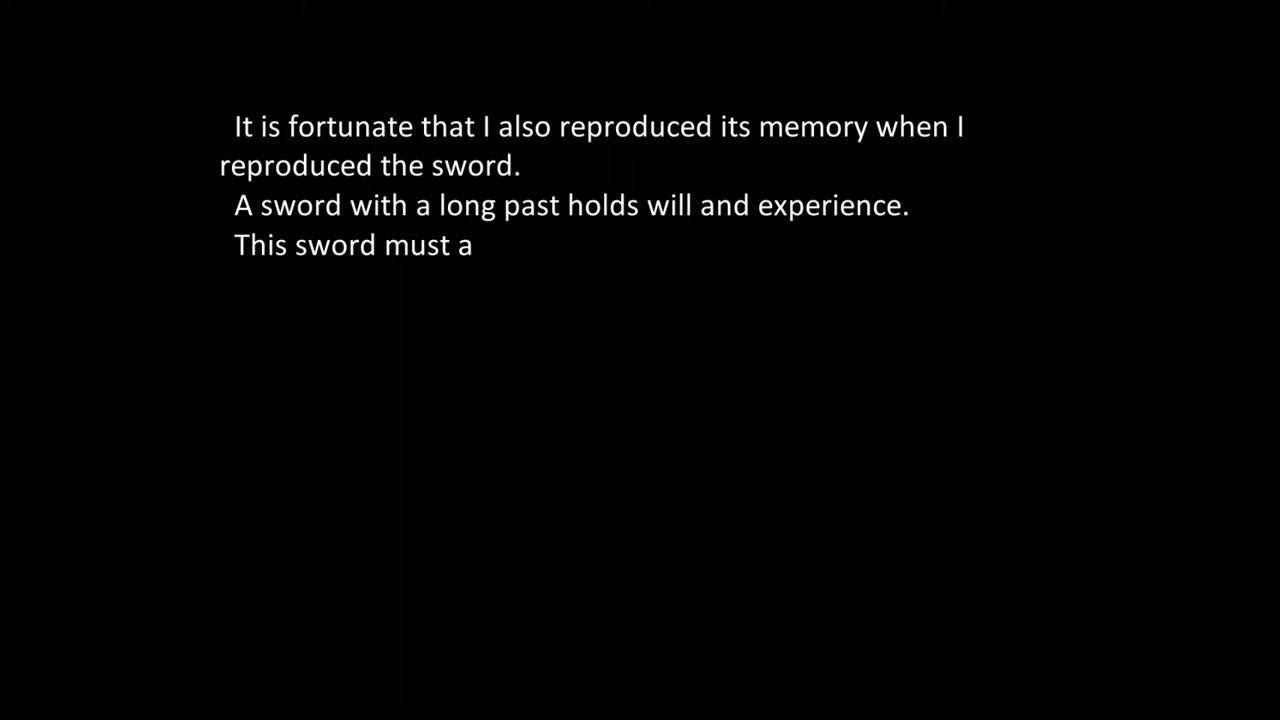 It is fortunate that I also reproduced its memory when I
reproduced the sword.
A sword with a long past holds will and experience.
This sword must a